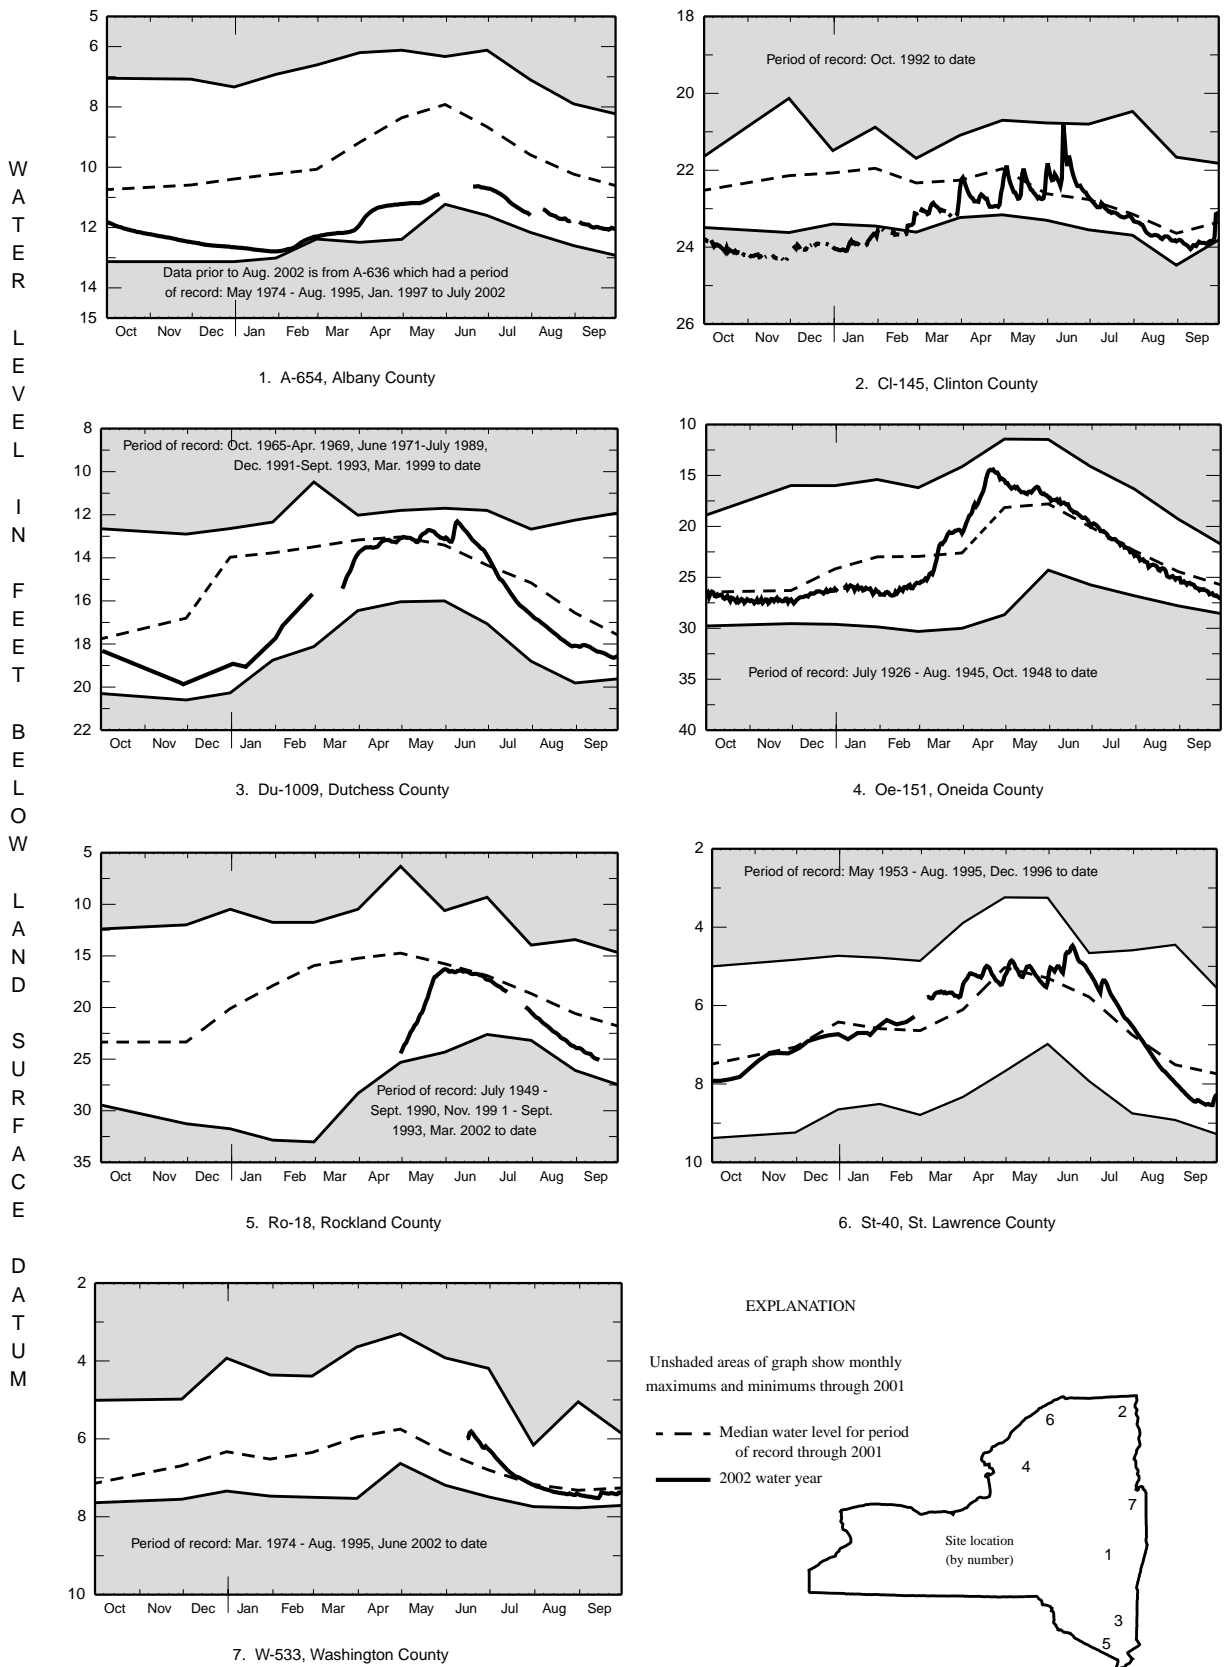 WATER LEVEL IN FEET BELOW LAND SURFACE DATUM
5
6
8
10
12
14
15
Data prior to Aug. 2002 is from A-636 which had a period
of record: May 1974 - Aug. 1995, Jan. 1997 to July 2002
Oct Nov Dec Jan Feb Mar Apr May Jun Jul Aug Sep
1. A-654, Albany County
18
20
22
24
26
Period of record: Oct. 1992 to date
Oct Nov Dec Jan Feb Mar Apr May Jun Jul Aug Sep
2. Cl-145, Clinton County
8
10
12
14
16
18
20
22
Period of record: Oct. 1965-Apr. 1969, June 1971-July 1989,
Dec. 1991-Sept. 1993, Mar. 1999 to date
Oct Nov Dec Jan Feb Mar Apr May Jun Jul Aug Sep
3. Du-1009, Dutchess County
10
15
20
25
30
35
40
Period of record: July 1926 - Aug. 1945, Oct. 1948 to date
Oct Nov Dec Jan Feb Mar Apr May Jun Jul Aug Sep
4. Oe-151, Oneida County
5
10
15
20
25
30
35
Period of record: July 1949 -
Sept. 1990, Nov. 199 1 - Sept.
1993, Mar. 2002 to date
Oct Nov Dec Jan Feb Mar Apr May Jun Jul Aug Sep
5. Ro-18, Rockland County
2
4
6
8
10
Period of record: May 1953 - Aug. 1995, Dec. 1996 to date
Oct Nov Dec Jan Feb Mar Apr May Jun Jul Aug Sep
6. St-40, St. Lawrence County
2
4
6
8
10
Period of record: Mar. 1974 - Aug. 1995, June 2002 to date
Oct Nov Dec Jan Feb Mar Apr May Jun Jul Aug Sep
7. W-533, Washington County
EXPLANATION
Unshaded areas of graph show monthly
maximums and minimums through 2001
Median water level for period
of record through 2001
2002 water year
Site location
(by number)
6
2
4
7
1
3
5